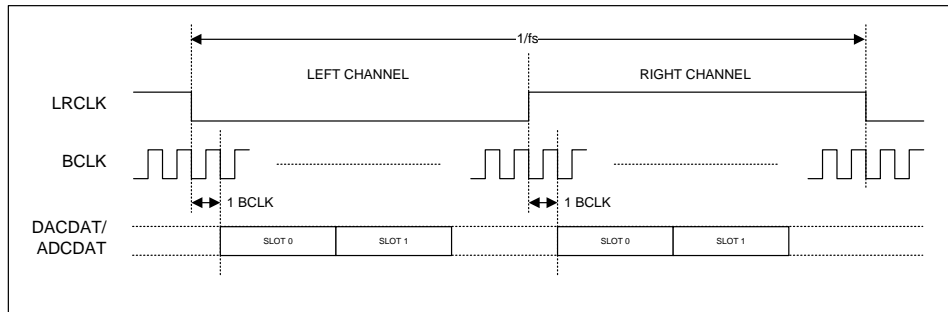 1/fs
LEFT CHANNEL RIGHT CHANNEL
LRCLK
BCLK
1 BCLK 1 BCLK
DACDAT/
ADCDAT
SLOT 0 SLOT 1 SLOT 0 SLOT 1